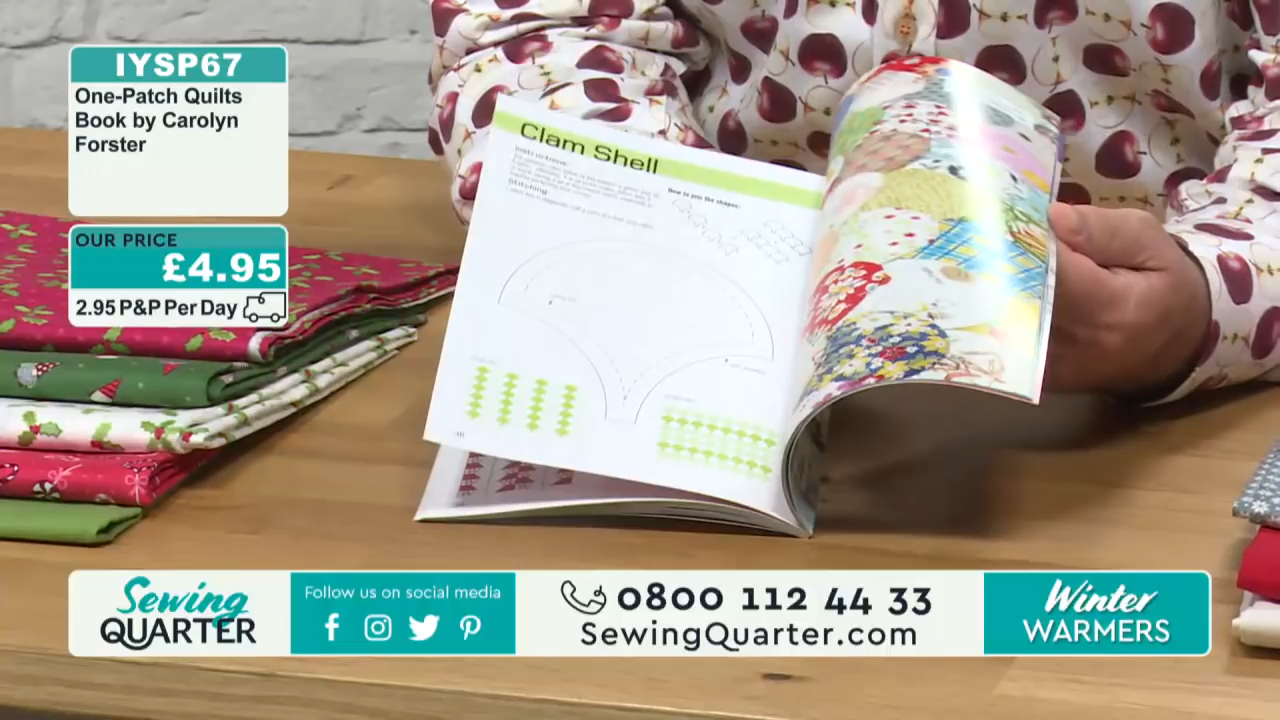 IYSP67
One-Patch Quilts
Book by Carolyn
Forster
OUR PRICE
£4.95
2.95 P&P Per Day
Clam Shell
Instructions:
Stitching
How to join the shapes:
Sewing
QUARTER
Follow us on social media
0800 112 44 33
SewingQuarter.com
Winter
WARMERS